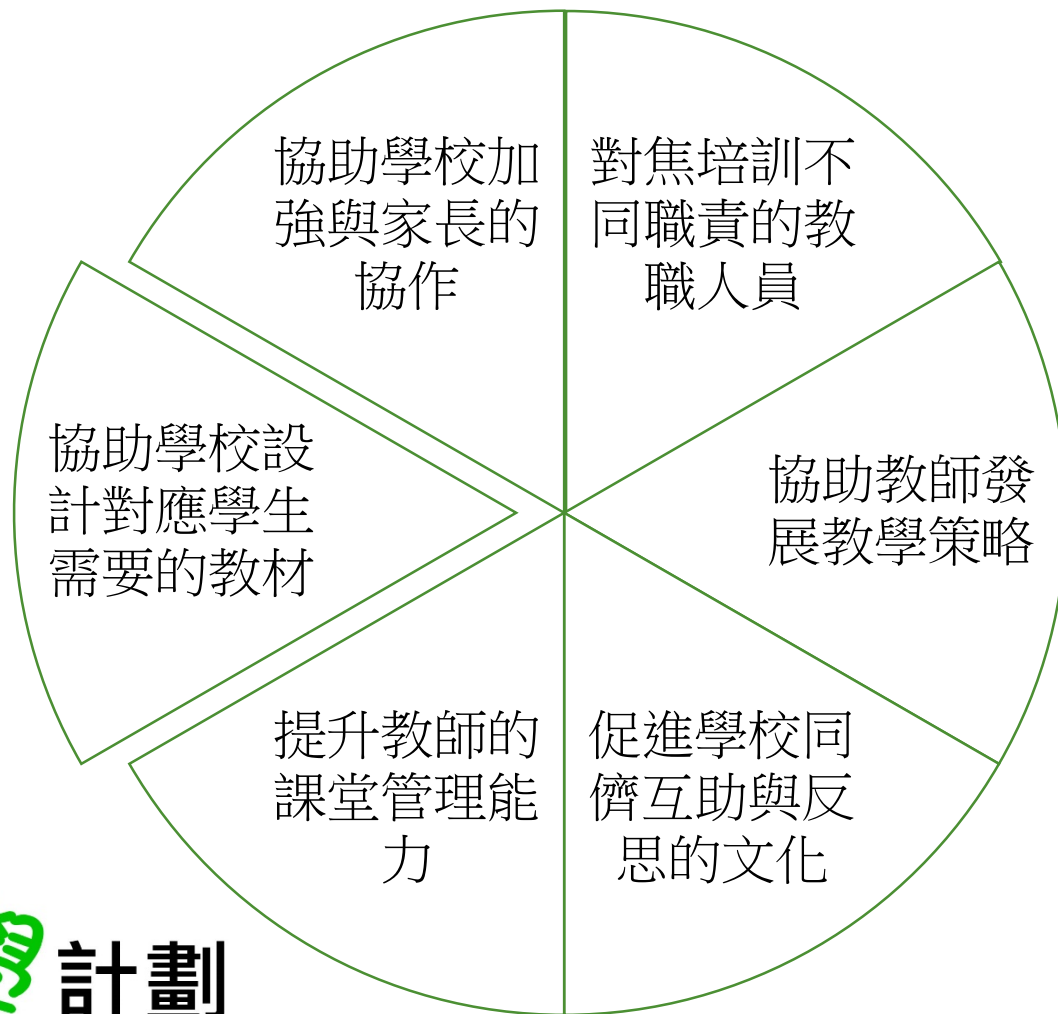 協助學校加
強與家長的
協作
對焦培訓不
同職責的教
職人員
協助學校設
計對應學生
需要的教材
協助教師發
展教學策略
提升教師的
課堂管理能
力
促進學校同
儕互助與反
思的文化
計劃